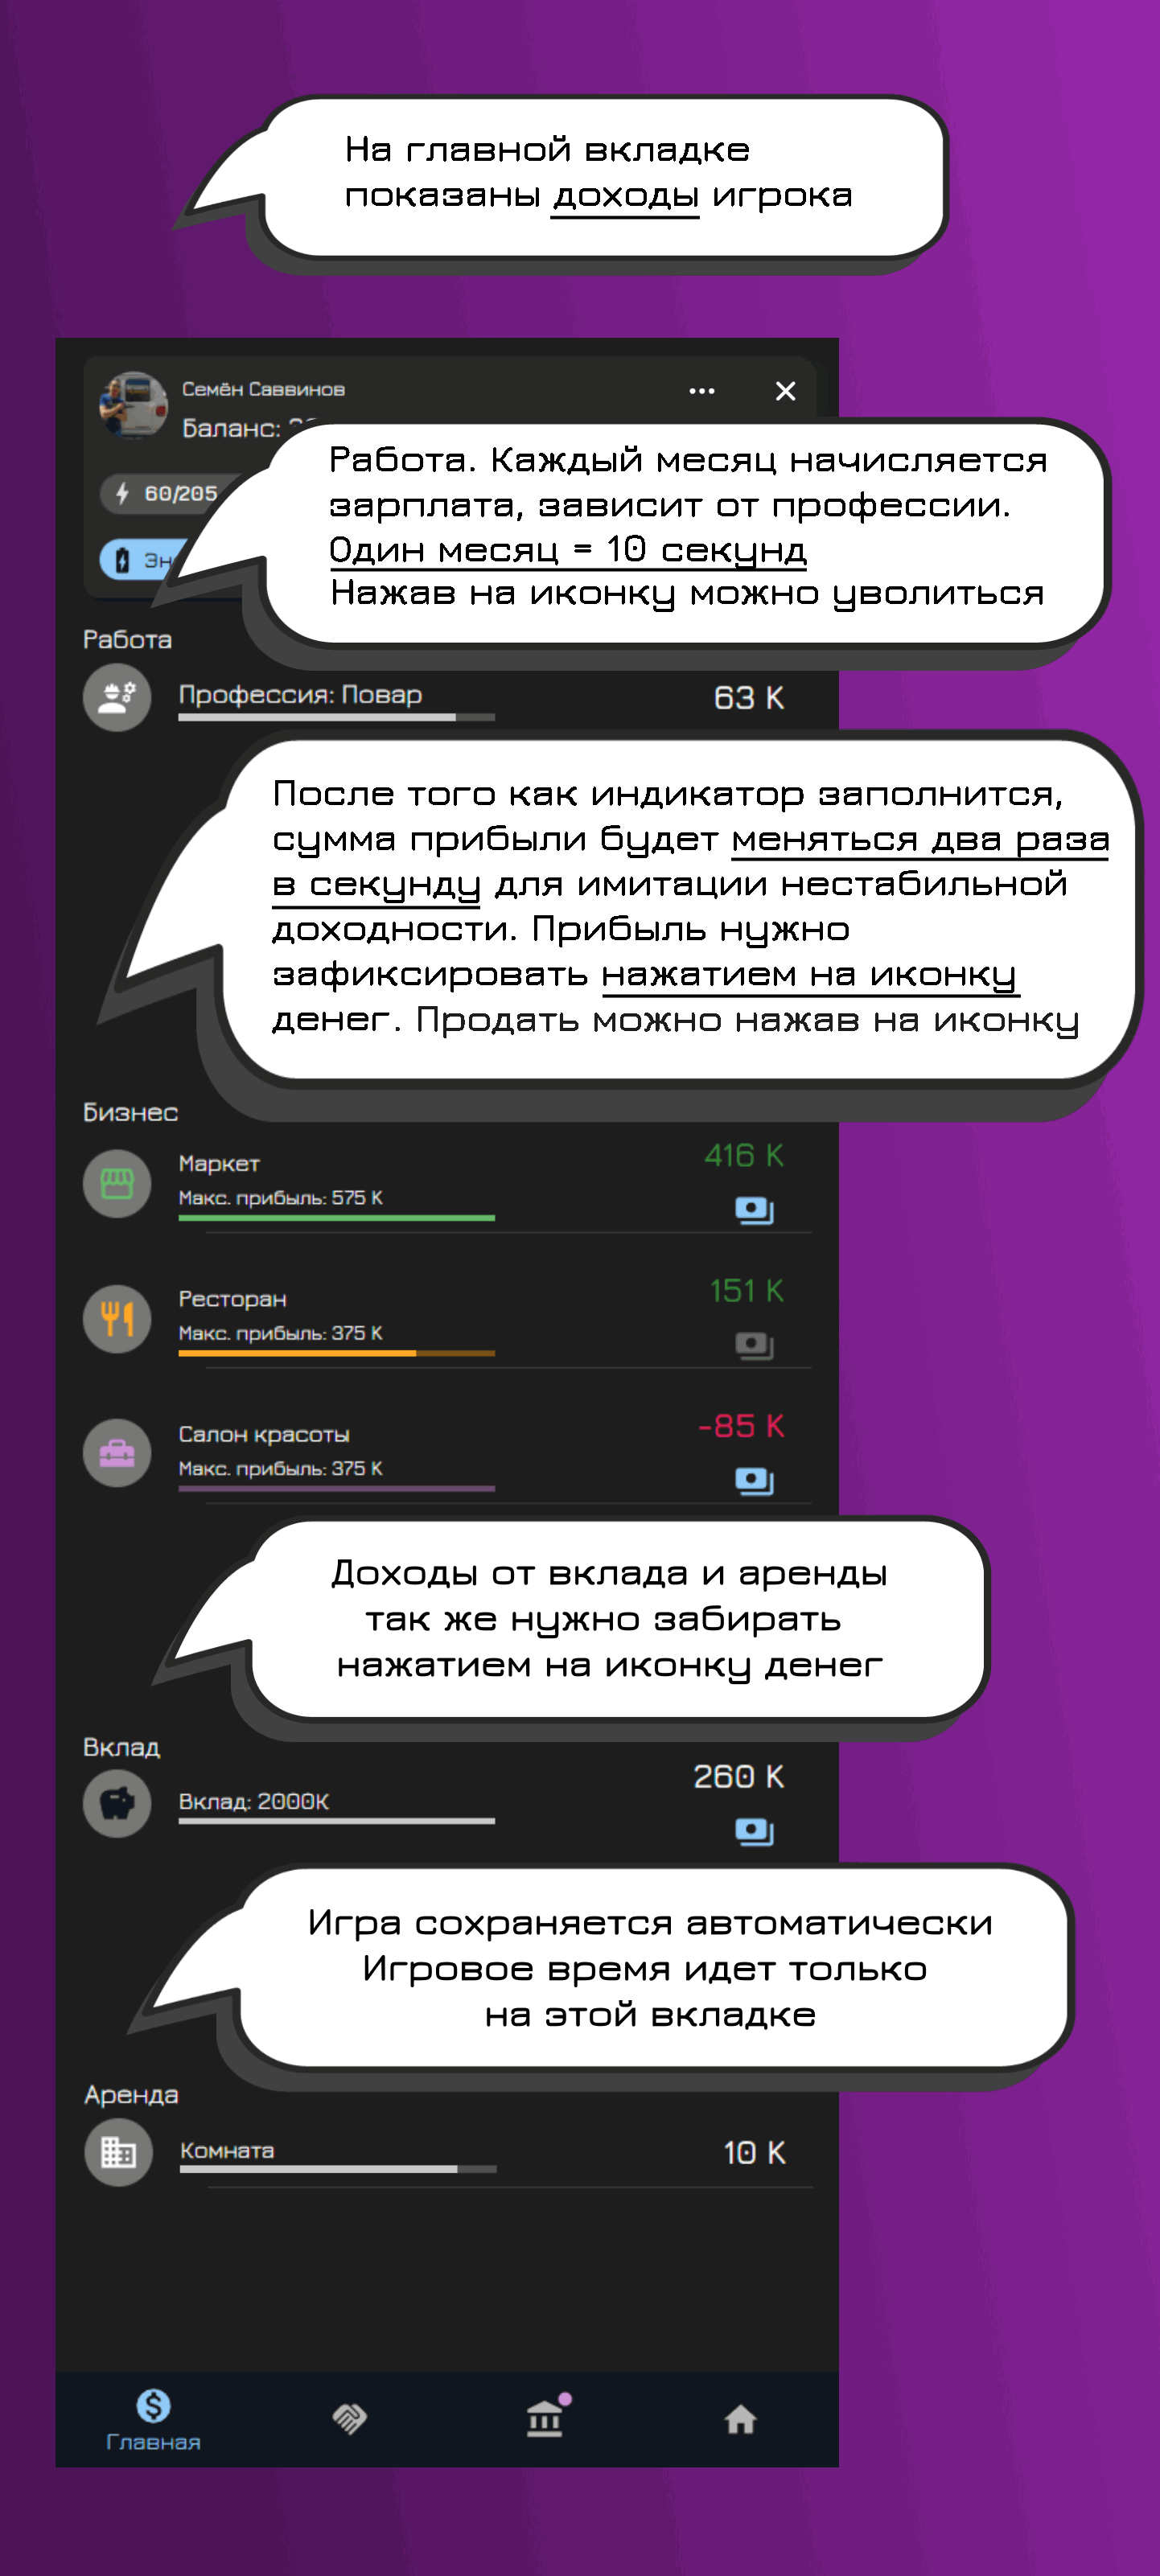 На главной вкладке
показаны доходы игрока
Семён Саввинов
Баланс:
60/205
Работа. Каждый месяц начисляется
зарплата, зависит от профессии.
Один месяц = 10 секунд
Нажав на иконку можно уволиться
Работа
Профессия: Повар
63 K
После того как индикатор заполнится,
сумма прибыли будет меняться два раза
в секунду для имитации нестабильной
доходности. Прибыль нужно
зафиксировать нажатием на иконку
денег. Продать можно нажав на иконку
Бизнес
Маркет
416 K
Макс. прибыль: 575 K
Ресторан
151 K
Макс. прибыль: 375 K
Салон красоты
-85 K
Макс. прибыль: 375 K
Доходы от вклада и аренды
так же нужно забирать
нажатием на иконку денег
Вклад
260 K
Вклад: 2000K
Игра сохраняется автоматически
Игровое время идет только
на этой вкладке
Аренда
Комната
10 K
Главная